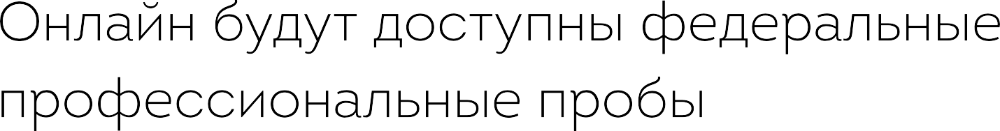 Онлайн будут доступны федеральные
профессиональные пробы